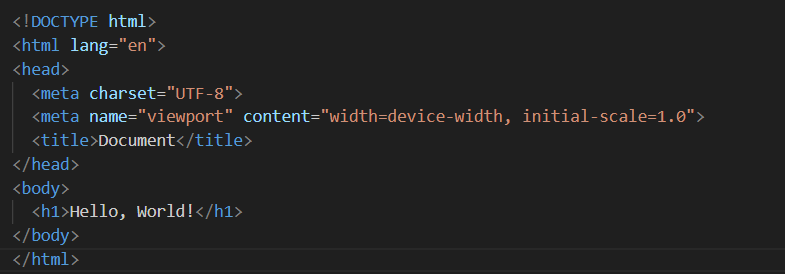 <!DOCTYPE html>
<html lang="en">
<head>
  <meta charset="UTF-8">
  <meta name="viewport" content="width=device-width, initial-scale=1.0">
  <title>Document</title>
</head>
<body>
  <h1>Hello, World!</h1>
</body>
</html>